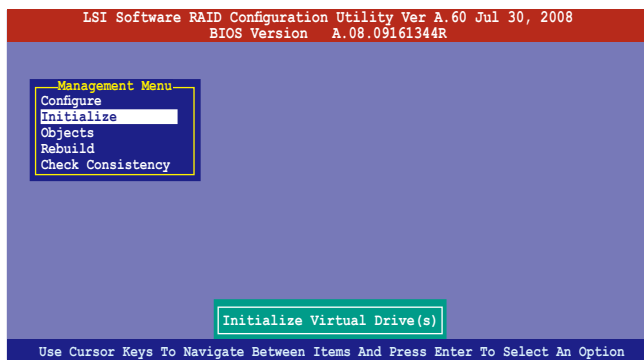 LSI Software RAID Configuration Utility Ver A.60 Jul 30, 2008
BIOS Version A.08.09161344R
Management Menu
Configure
Initialize
Objects
Rebuild
Check Consistency
Initialize Virtual Drive(s)
Use Cursor Keys To Navigate Between Items And Press Enter To Select An Option